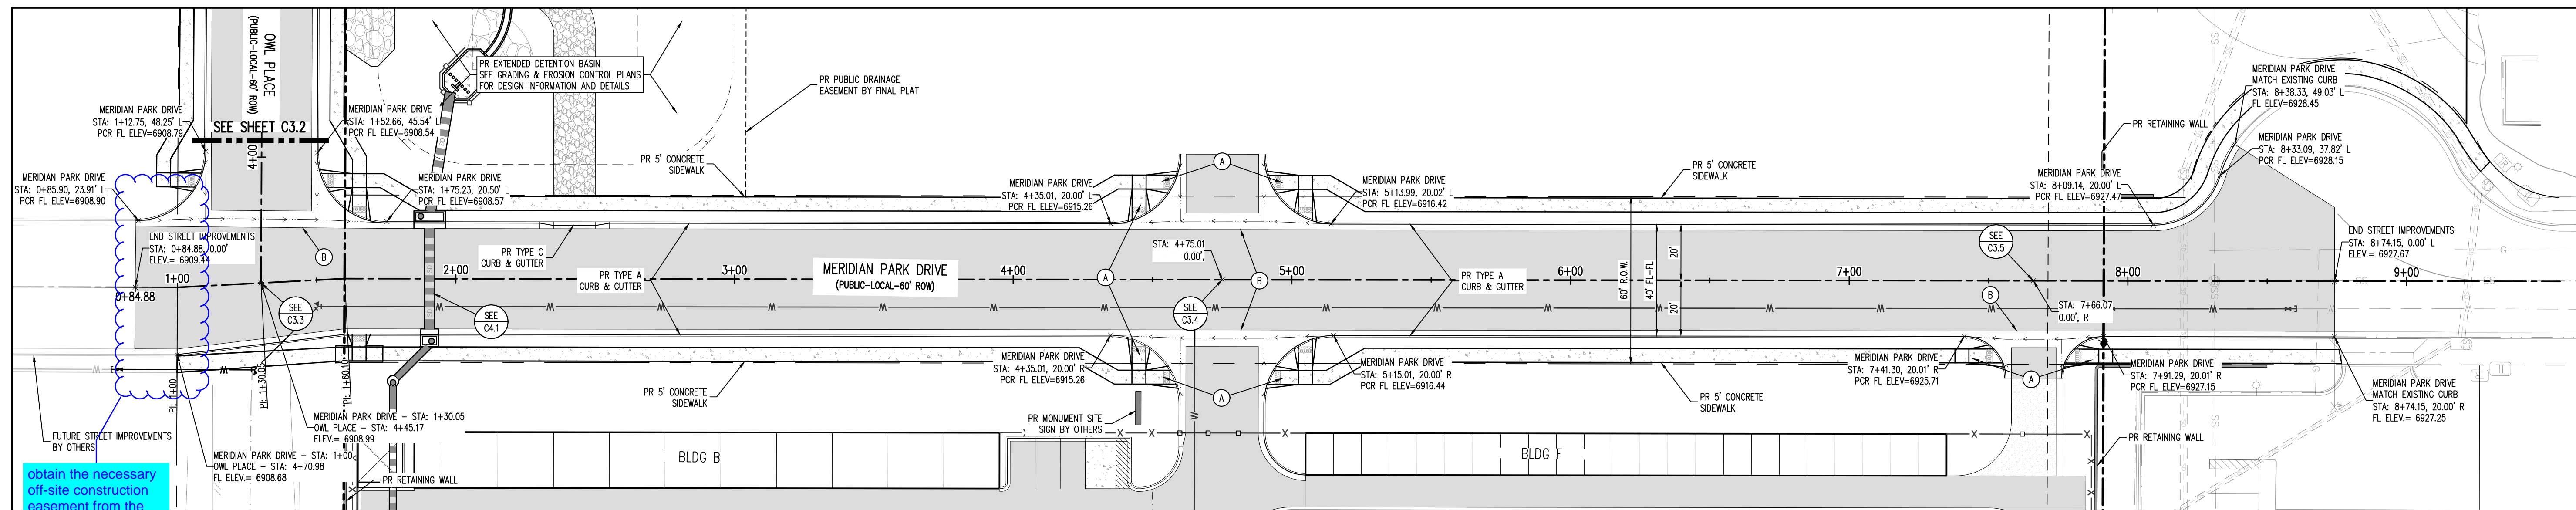 OWL PLACE
(PUBLIC-LOCAL-60' ROW)
SEE SHEET C3.2
4+00
MERIDIAN PARK DRIVE
STA: 1+12.75, 48.25' L
PCR FL ELEV=6908.79
MERIDIAN PARK DRIVE
STA: 1+52.66, 45.54' L
PCR FL ELEV=6908.54
PR EXTENDED DETENTION BASIN
SEE GRADING & EROSION CONTROL PLANS
FOR DESIGN INFORMATION AND DETAILS
PR PUBLIC DRAINAGE
EASEMENT BY FINAL PLAT
MERIDIAN PARK DRIVE
STA: 0+85.90, 23.91' L
PCR FL ELEV=6908.90
MERIDIAN PARK DRIVE
STA: 1+75.23, 20.50' L
PCR FL ELEV=6908.57
PR 5' CONCRETE
SIDEWALK
MERIDIAN PARK DRIVE
STA: 4+35.01, 20.00' L
PCR FL ELEV=6915.26
A
MERIDIAN PARK DRIVE
STA: 5+13.99, 20.02' L
PCR FL ELEV=6916.42
PR 5' CONCRETE
SIDEWALK
MERIDIAN PARK DRIVE
STA: 8+09.14, 20.00' L
PCR FL ELEV=6927.47
PR RETAINING WALL
MERIDIAN PARK DRIVE
MATCH EXISTING CURB
STA: 8+38.33, 49.03' L
FL ELEV=6928.45
MERIDIAN PARK DRIVE
STA: 8+33.09, 37.82' L
PCR FL ELEV=6928.15
SS
SS
END STREET IMPROVEMENTS
STA: 0+84.88, 0.00'
ELEV.= 6909.44
B
PR TYPE C
CURB & GUTTER
PR TYPE A
CURB & GUTTER
MERIDIAN PARK DRIVE
(PUBLIC-LOCAL-60' ROW)
STA: 4+75.01
0.00',
A
B
PR TYPE A
CURB & GUTTER
60' R.O.W.
40' FL-FL
20'
20'
SEE
C3.5
B
STA: 7+66.07
0.00', R
END STREET IMPROVEMENTS
STA: 8+74.15, 0.00' L
ELEV.= 6927.67
G
0+84.88
1+00
2+00
3+00
4+00
5+00
6+00
7+00
8+00
9+00
SEE
C3.3
SEE
C4.1
SEE
C3.4
W
PI: 1+00
PI: 1+30.05
PI: 1+60.10
FUTURE STREET IMPROVEMENTS
BY OTHERS
MERIDIAN PARK DRIVE - STA: 1+30.05
OWL PLACE - STA: 4+45.17
ELEV.= 6908.99
MERIDIAN PARK DRIVE - STA: 1+00
OWL PLACE - STA: 4+70.98
FL ELEV.= 6908.68
PR RETAINING WALL
PR 5' CONCRETE
SIDEWALK
MERIDIAN PARK DRIVE
STA: 4+35.01, 20.00' R
PCR FL ELEV=6915.26
A
PR MONUMENT SITE
SIGN BY OTHERS
MERIDIAN PARK DRIVE
STA: 5+15.01, 20.00' R
PCR FL ELEV=6916.44
PR 5' CONCRETE
SIDEWALK
MERIDIAN PARK DRIVE
STA: 7+41.30, 20.01' R
PCR FL ELEV=6925.71
A
MERIDIAN PARK DRIVE
STA: 7+91.29, 20.01' R
PCR FL ELEV=6927.15
MERIDIAN PARK DRIVE
MATCH EXISTING CURB
STA: 8+74.15, 20.00' R
FL ELEV.= 6927.25
PR RETAINING WALL
BLDG B
BLDG F
obtain the necessary
off-site construction
easement from the